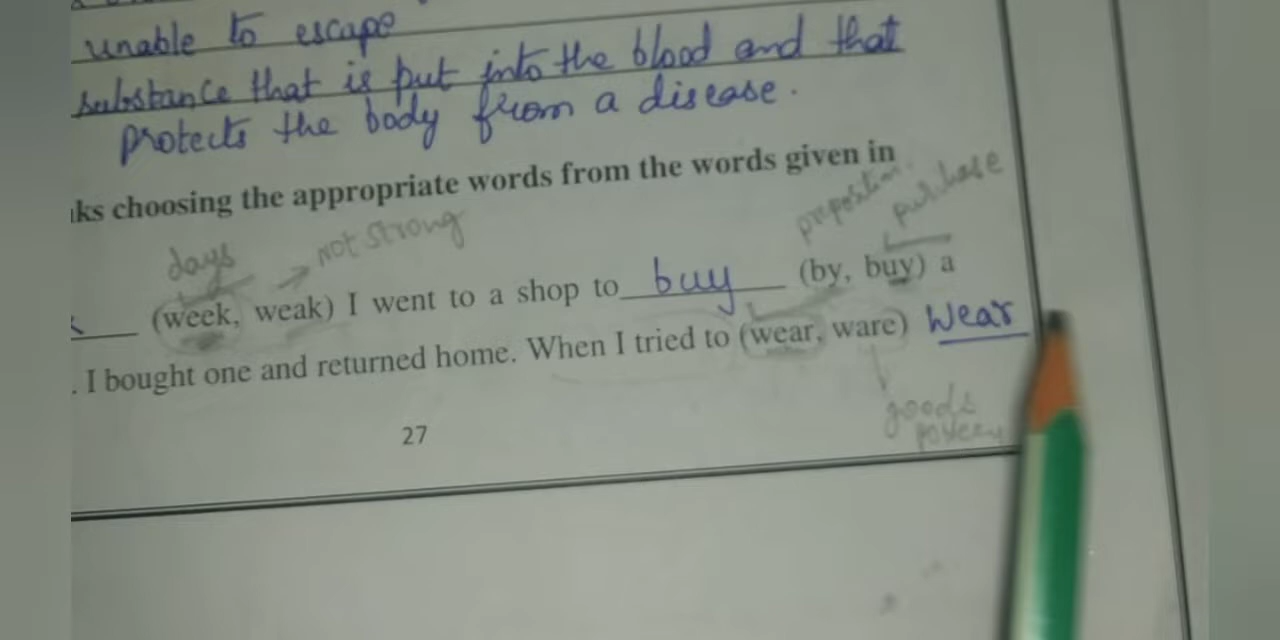 unable to escape
substance that is put into the blood and that
protects the body from a disease.
choosing the appropriate words from the words given in
days not strong preposition purchase
(week, weak) I went to a shop to buy (by, buy) a
. I bought one and returned home. When I tried to (wear, ware) Wear
goods
27